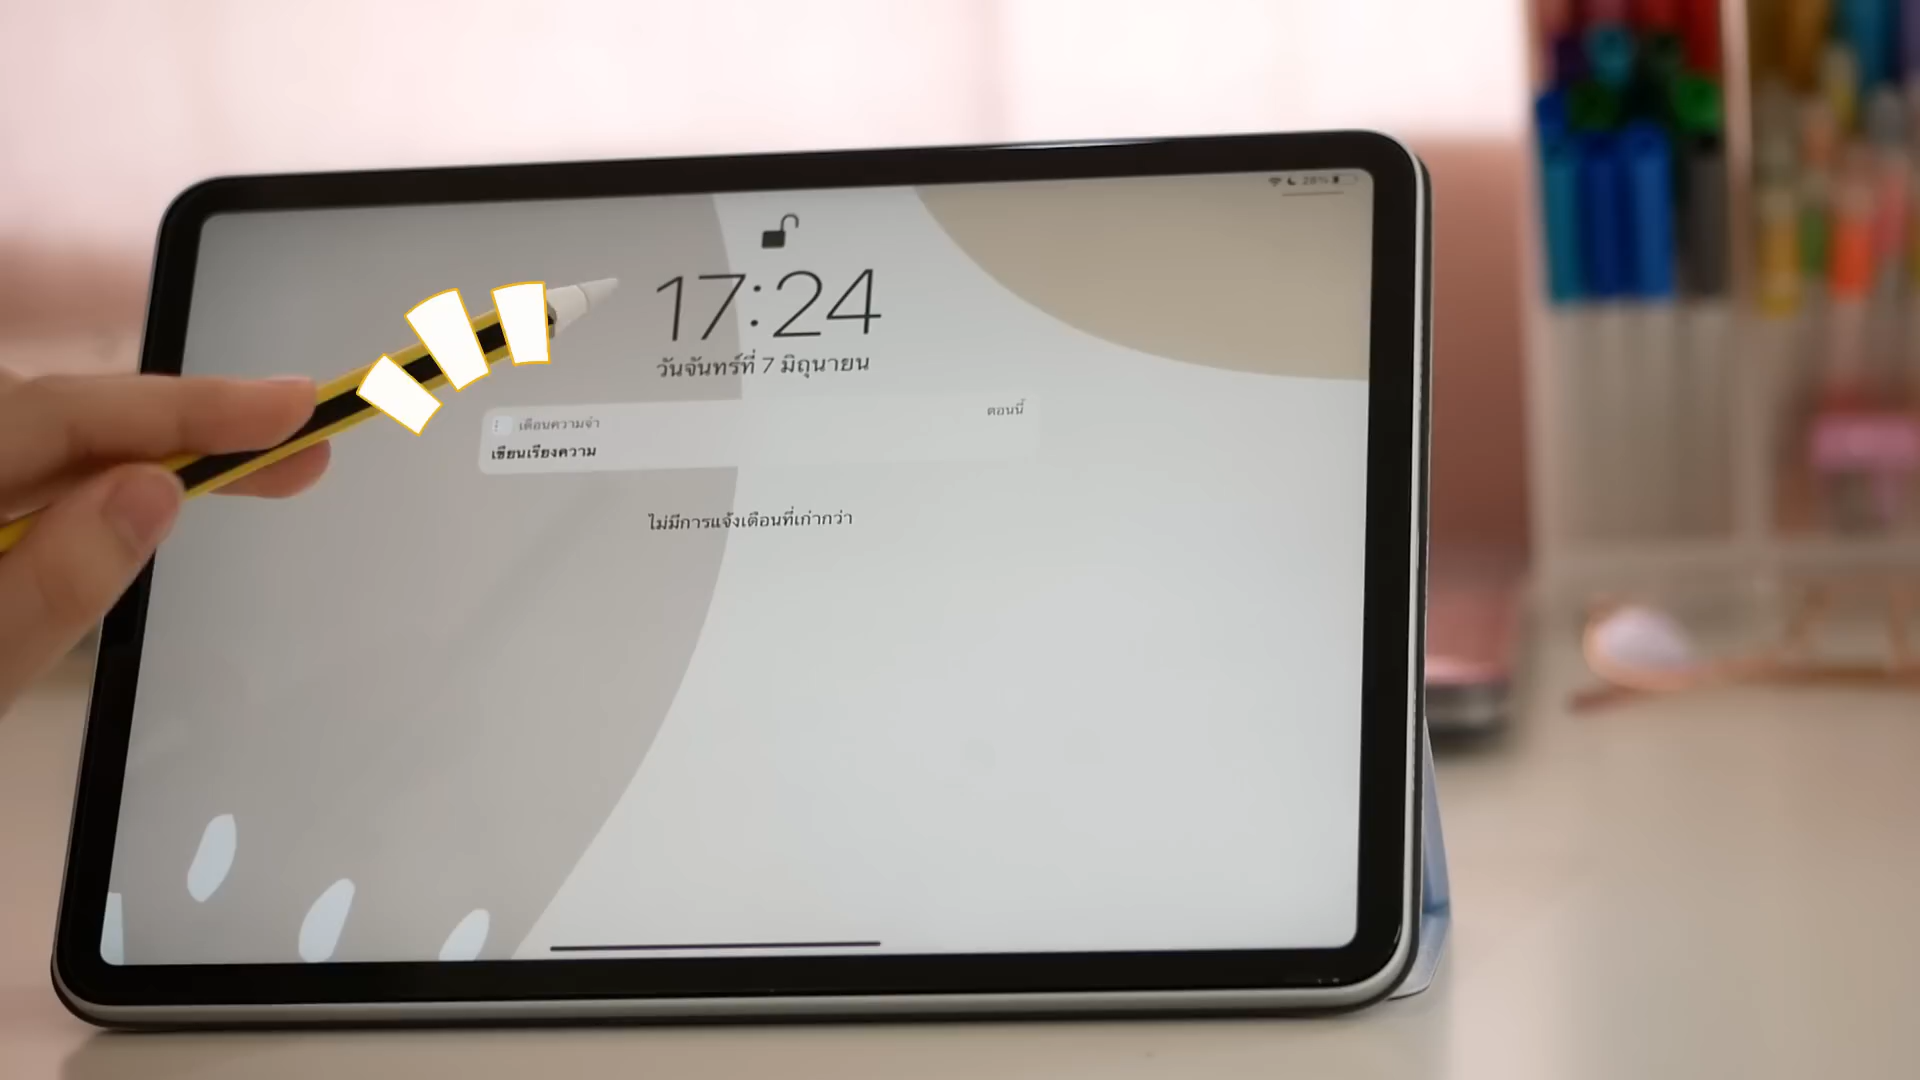 28%
17:24
วันจันทร์ที่ 7 มิถุนายน
เตือนความจำ
ตอนนี้
เขียนเรียงความ
ไม่มีการแจ้งเตือนที่เก่ากว่า